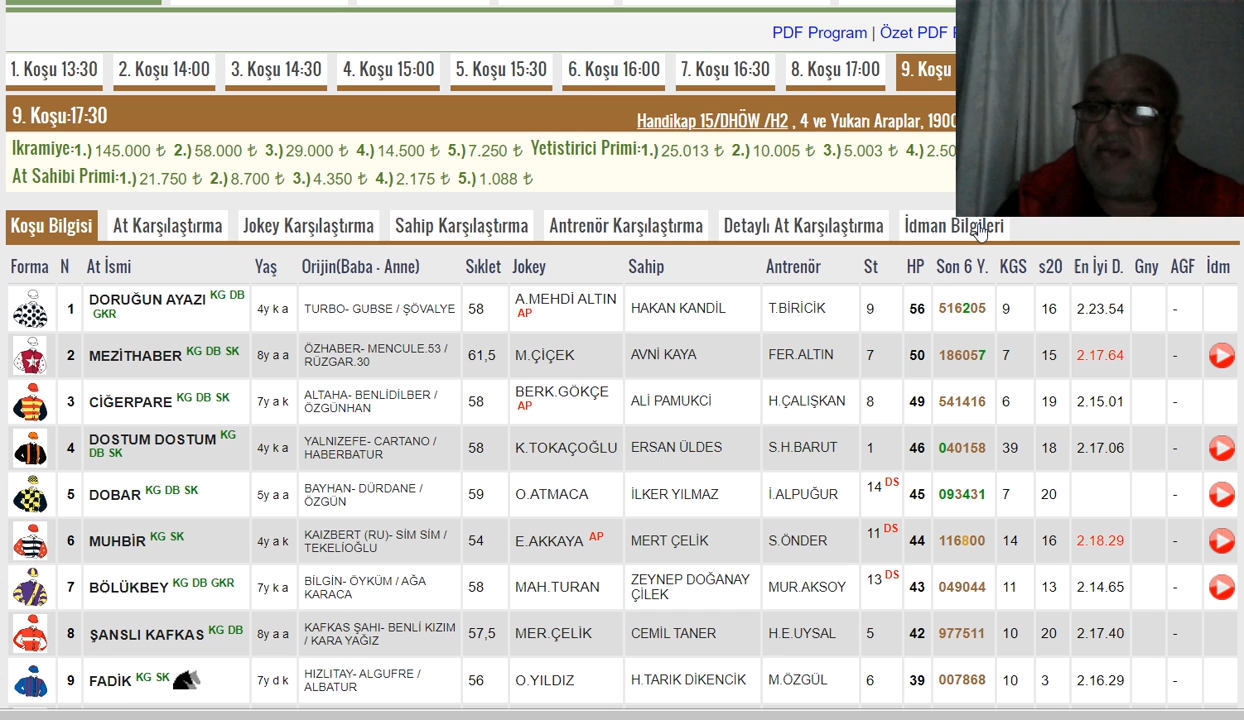 PDF Program | Özet PDF
1. Koşu 13:30 2. Koşu 14:00 3. Koşu 14:30 4. Koşu 15:00 5. Koşu 15:30 6. Koşu 16:00 7. Koşu 16:30 8. Koşu 17:00 9. Koşu
9. Koşu:17:30
Handikap 15/DHÖW /H2 , 4 ve Yukarı Araplar, 1900
Ikramiye:1.) 145.000 ₺ 2.) 58.000 ₺ 3.) 29.000 ₺ 4.) 14.500 ₺ 5.) 7.250 ₺ Yetistirici Primi:1.) 25.013 ₺ 2.) 10.005 ₺ 3.) 5.003 ₺ 4.) 2.50
At Sahibi Primi:1.) 21.750 ₺ 2.) 8.700 ₺ 3.) 4.350 ₺ 4.) 2.175 ₺ 5.) 1.088 ₺
Koşu Bilgisi At Karşılaştırma Jokey Karşılaştırma Sahip Karşılaştırma Antrenör Karşılaştırma Detaylı At Karşılaştırma İdman Bilgileri
Forma N At İsmi Yaş Orijin(Baba - Anne) Sıklet Jokey Sahip Antrenör St HP Son 6 Y. KGS s20 En İyi D. Gny AGF İdm
1 DORUĞUN AYAZI KG DB GKR 4y k a TURBO- GUBSE / ŞÖVALYE 58 A.MEHDİ ALTIN AP HAKAN KANDİL T.BİRİCİK 9 56 516205 9 16 2.23.54 -
2 MEZİTHABER KG DB SK 8y a a ÖZHABER- MENCULE.53 / RÜZGAR.30 61,5 M.ÇİÇEK AVNİ KAYA FER.ALTIN 7 50 186057 7 15 2.17.64 -
3 CİĞERPARE KG DB SK 7y a k ALTAHA- BENLİDİLBER / ÖZGÜNHAN 58 BERK.GÖKÇE AP ALİ PAMUKCİ H.ÇALIŞKAN 8 49 541416 6 19 2.15.01 -
4 DOSTUM DOSTUM KG DB SK 4y k a YALNIZEFE- CARTANO / HABERBATUR 58 K.TOKAÇOĞLU ERSAN ÜLDES S.H.BARUT 1 46 040158 39 18 2.17.06 -
5 DOBAR KG DB SK 5y a a BAYHAN- DÜRDANE / ÖZGÜN 59 O.ATMACA İLKER YILMAZ İ.ALPUĞUR 14 DS 45 093431 7 20 -
6 MUHBİR KG SK 4y a k KAIZBERT (RU)- SİM SİM / TEKELİOĞLU 54 E.AKKAYA AP MERT ÇELİK S.ÖNDER 11 DS 44 116800 14 16 2.18.29 -
7 BÖLÜKBEY KG DB GKR 7y k a BİLGİN- ÖYKÜM / AĞA KARACA 58 MAH.TURAN ZEYNEP DOĞANAY ÇİLEK MUR.AKSOY 13 DS 43 049044 11 13 2.14.65 -
8 ŞANSLI KAFKAS KG DB 8y a a KAFKAS ŞAHI- BENLİ KIZIM / KARA YAĞIZ 57,5 MER.ÇELİK CEMİL TANER H.E.UYSAL 5 42 977511 10 20 2.17.40 -
9 FADİK KG SK 7y d k HIZLITAY- ALGUFRE / ALBATUR 56 O.YILDIZ H.TARIK DİKENCİK M.ÖZGÜL 6 39 007868 10 3 2.16.29 -